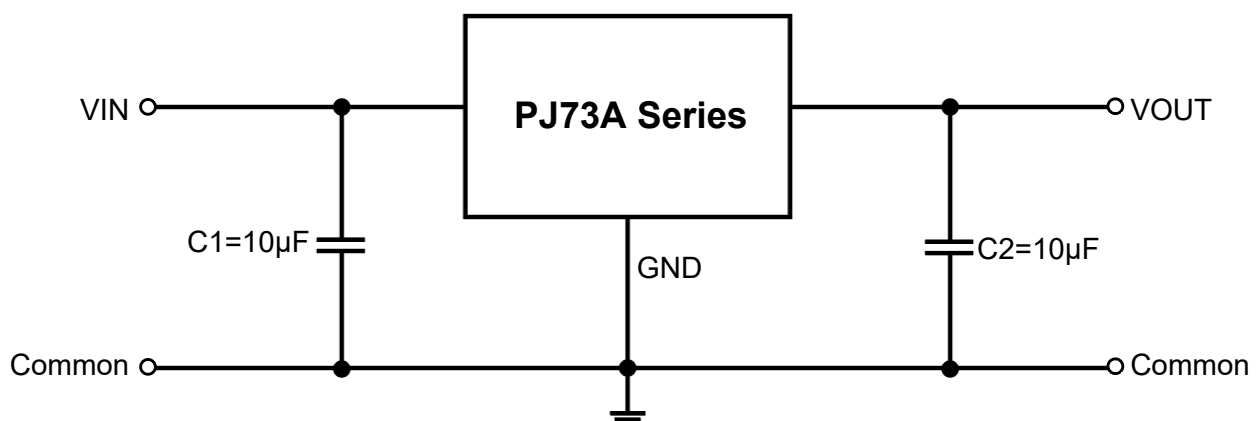 VIN
PJ73A Series
VOUT
C1=10µF
GND
C2=10µF
Common
Common